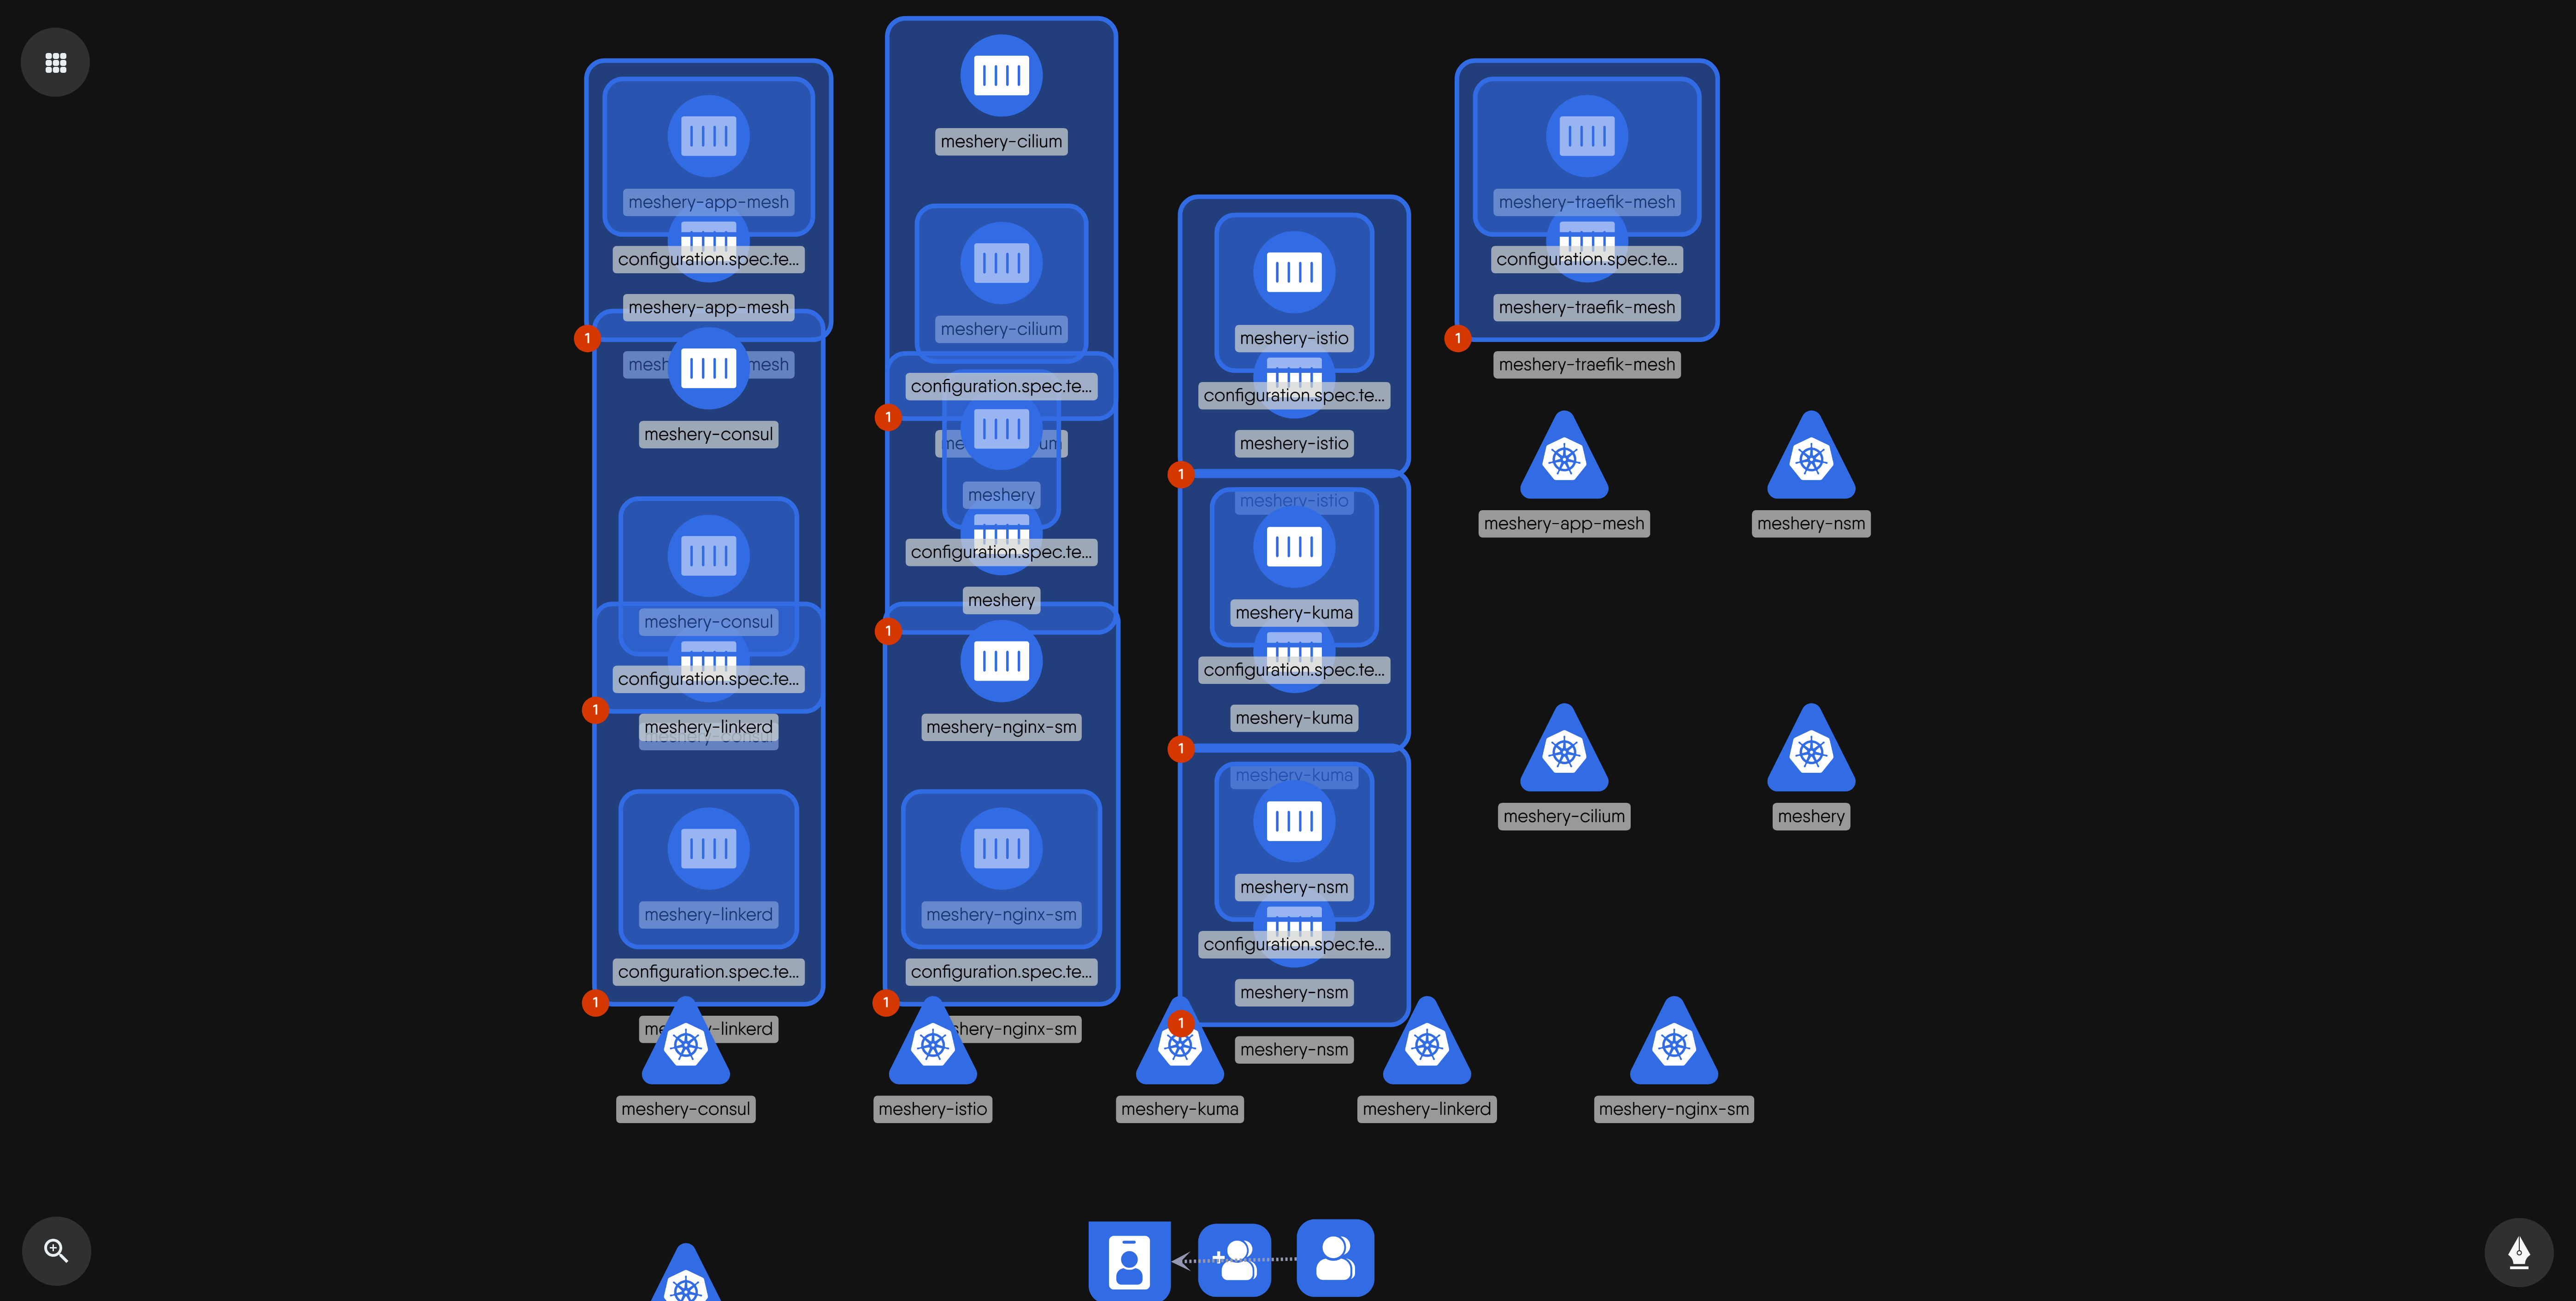 meshery-app-mesh
configuration.spec.te...
meshery-app-mesh
1
mesh mesh
meshery-consul
meshery-consul
configuration.spec.te...
1
meshery-linkerd
meshery-consul
meshery-linkerd
configuration.spec.te...
1
me -linkerd
meshery-cilium
meshery-cilium
configuration.spec.te...
1
me um
meshery
configuration.spec.te...
meshery
1
meshery-nginx-sm
meshery-nginx-sm
configuration.spec.te...
1
shery-nginx-sm
meshery-istio
configuration.spec.te...
meshery-istio
1
meshery-istio
meshery-kuma
configuration.spec.te...
meshery-kuma
1
meshery-kuma
meshery-nsm
configuration.spec.te...
meshery-nsm
1
meshery-nsm
meshery-traefik-mesh
configuration.spec.te...
meshery-traefik-mesh
1
meshery-traefik-mesh
meshery-app-mesh
meshery-nsm
meshery-cilium
meshery
meshery-consul
meshery-istio
meshery-kuma
meshery-linkerd
meshery-nginx-sm